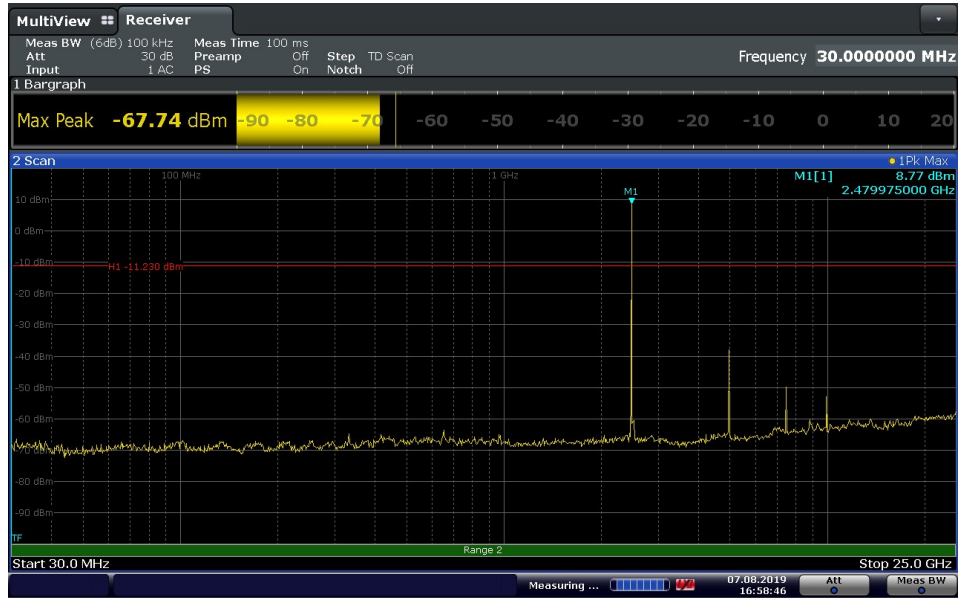 MultiView Receiver
Meas BW (6dB) 100 kHz Meas Time 100 ms
Att 30 dB Preamp Off Step TD Scan
Input 1 AC PS On Notch Off
Frequency 30.0000000 MHz
1 Bargraph
Max Peak -67.74 dBm -90 -80 -70 -60 -50 -40 -30 -20 -10 0 10 20
2 Scan 1Pk Max
100 MHz 1 GHz M1[1] 8.77 dBm
2.479975000 GHz
M1
10 dBm
0 dBm
-10 dBm
H1 -11.230 dBm
-20 dBm
-30 dBm
-40 dBm
-50 dBm
-60 dBm
-70 dBm
-80 dBm
-90 dBm
TF
Range 2
Start 30.0 MHz Stop 25.0 GHz
Measuring ... 07.08.2019 Att Meas BW
16:58:46